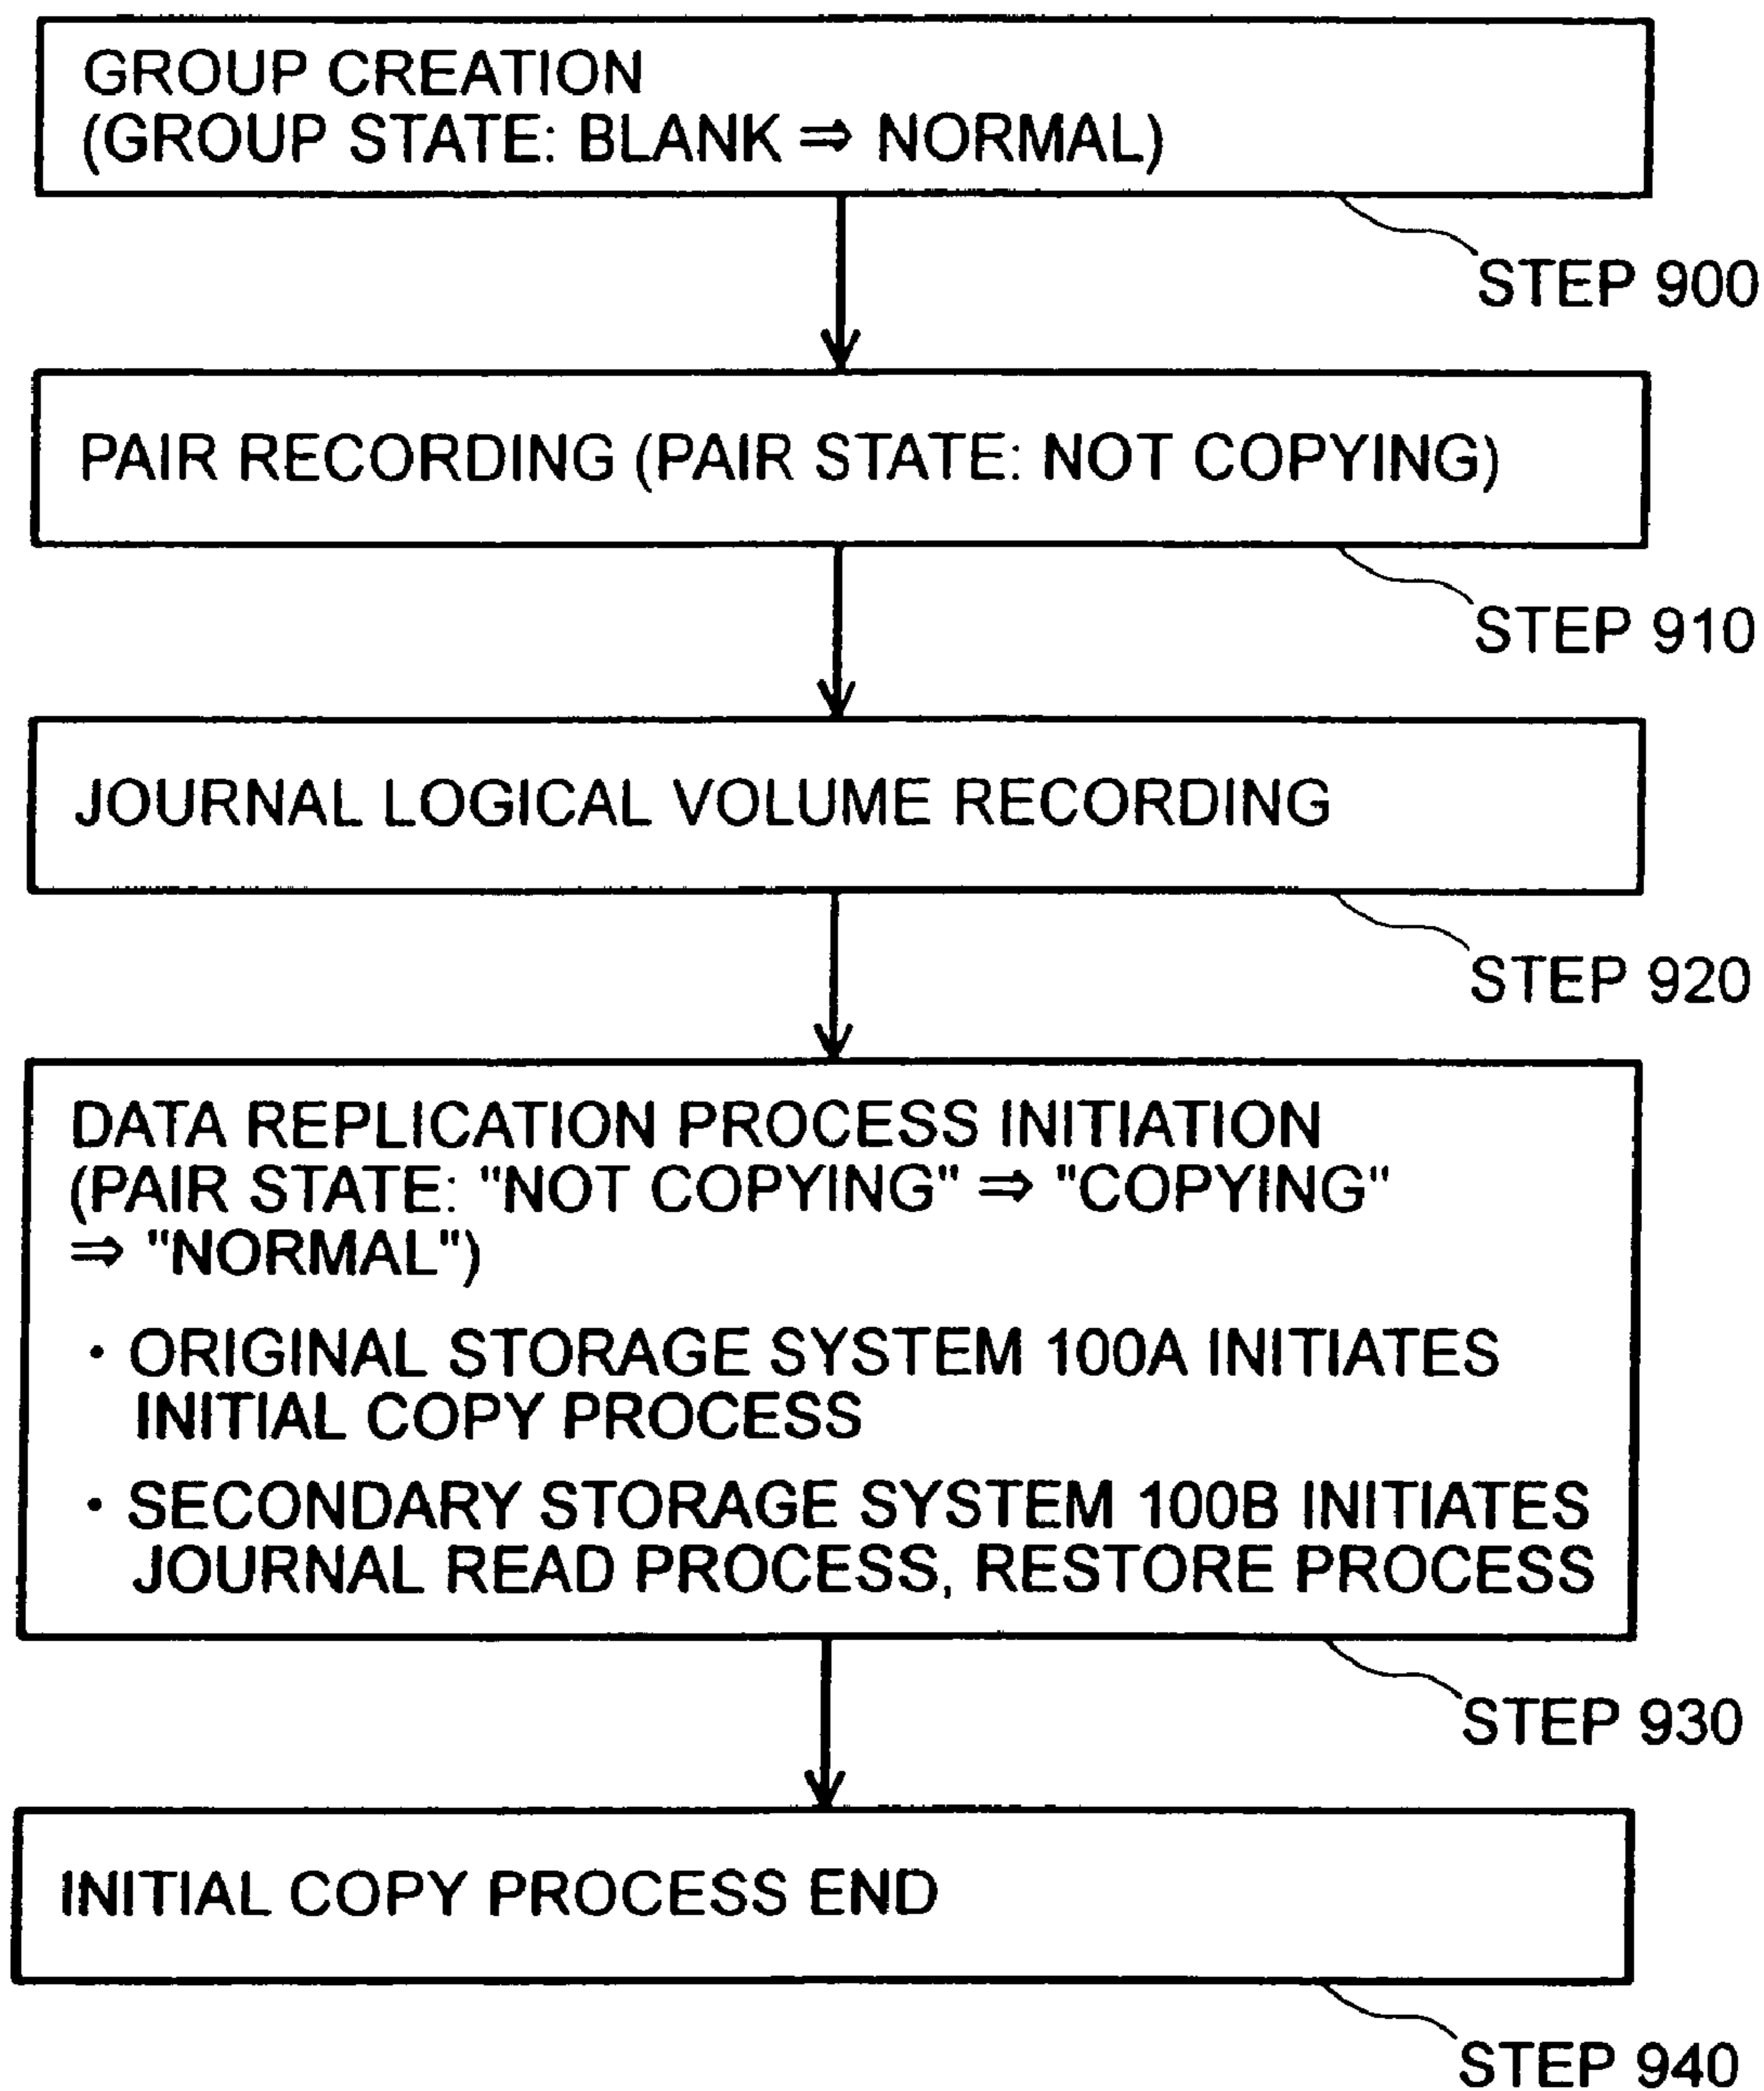 GROUP CREATION
(GROUP STATE: BLANK ⇒ NORMAL)
STEP 900
PAIR RECORDING (PAIR STATE: NOT COPYING)
STEP 910
JOURNAL LOGICAL VOLUME RECORDING
STEP 920
DATA REPLICATION PROCESS INITIATION
(PAIR STATE: "NOT COPYING" ⇒ "COPYING"
⇒ "NORMAL")
· ORIGINAL STORAGE SYSTEM 100A INITIATES
INITIAL COPY PROCESS
· SECONDARY STORAGE SYSTEM 100B INITIATES
JOURNAL READ PROCESS, RESTORE PROCESS
STEP 930
INITIAL COPY PROCESS END
STEP 940